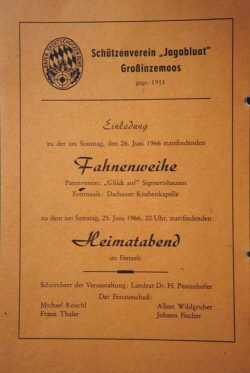 Schützenverein „Jagabluat"
Großinzemoos
gegr. 1911
Einladung
zu der am Sonntag, den 26. Juni 1966 stattfindenden
Fahnenweihe
Patenverein: „Glück auf" Sigmertshausen
Festmusik: Dachauer Knabenkapelle
zu dem am Samstag, 25. Juni 1966, 20 Uhr, stattfindenden
Heimatabend
im Festzelt
Schirmherr der Veranstaltung: Landrat Dr. H. Pestenhofer
Der Festausschuß:
Michael Reischl Alban Wildgruber
Franz Thaler Johann Fischer